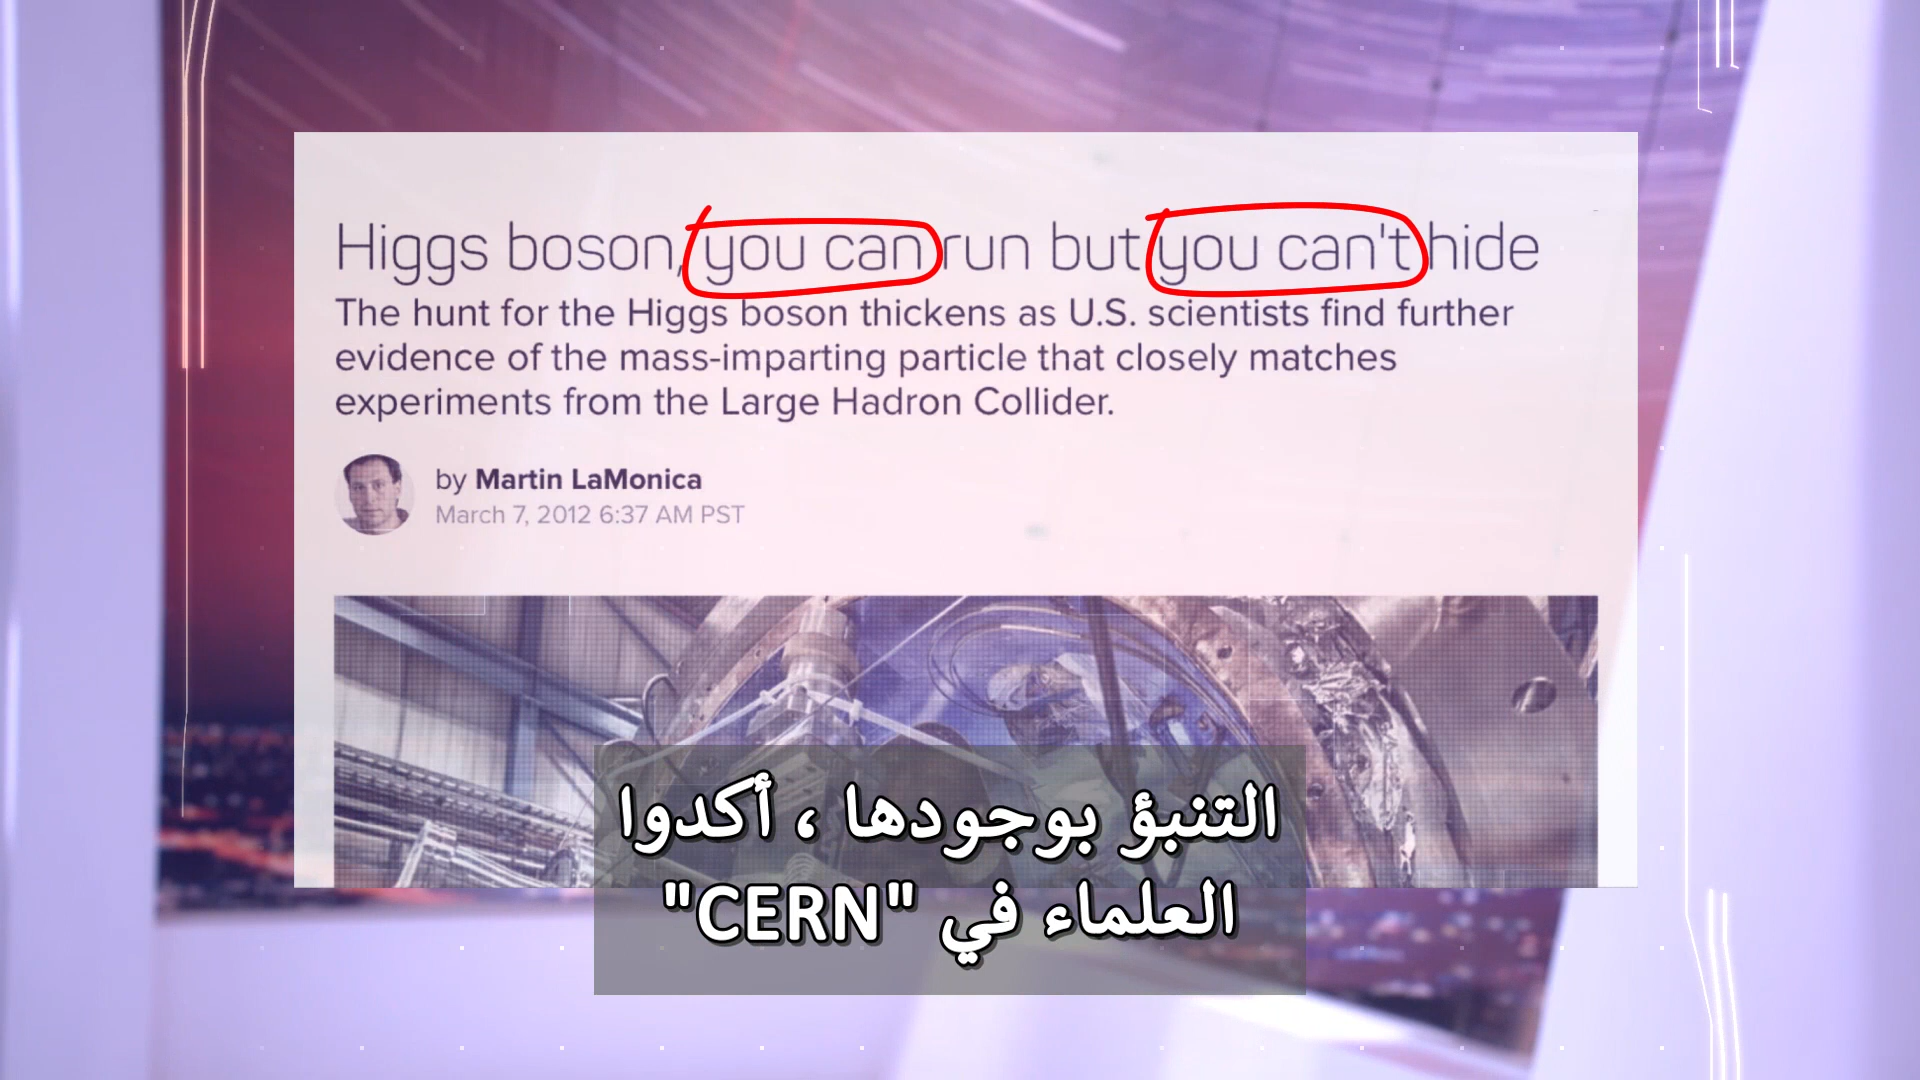 Higgs boson, you can run but you can't hide
The hunt for the Higgs boson thickens as U.S. scientists find further
evidence of the mass-imparting particle that closely matches
experiments from the Large Hadron Collider.
by Martin LaMonica
March 7, 2012 6:37 AM PST
التنبؤ بوجودها ، أكدوا
العلماء في "CERN"